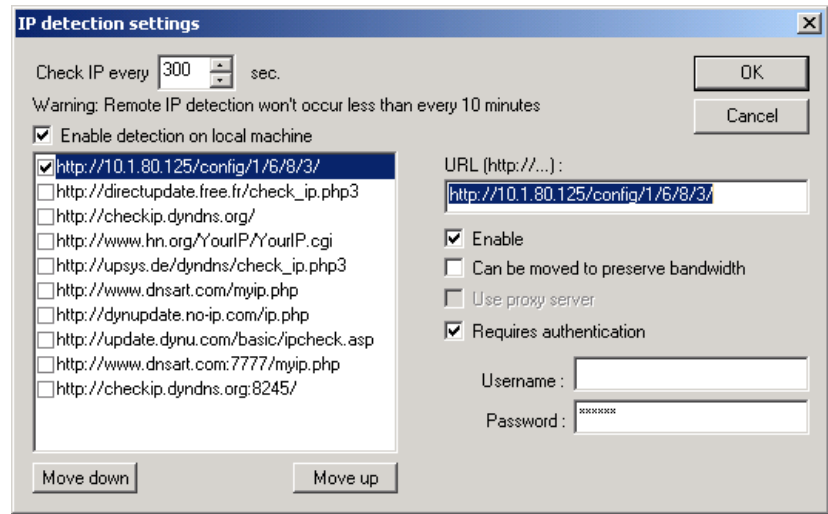 IP detection settings
Check IP every 300 sec.
OK
Warning: Remote IP detection won't occur less than every 10 minutes
Cancel
Enable detection on local machine
http://10.1.80.125/config/1/6/8/3/
http://directupdate.free.fr/check_ip.php3
http://checkip.dyndns.org/
http://www.hn.org/YourIP/YourIP.cgi
http://upsys.de/dyndns/check_ip.php3
http://www.dnsart.com/myip.php
http://dynupdate.no-ip.com/ip.php
http://update.dynu.com/basic/ipcheck.asp
http://www.dnsart.com:7777/myip.php
http://checkip.dyndns.org:8245/
Move down
Move up
URL (http://...) :
http://10.1.80.125/config/1/6/8/3/
Enable
Can be moved to preserve bandwidth
Use proxy server
Requires authentication
Username :
Password : ******